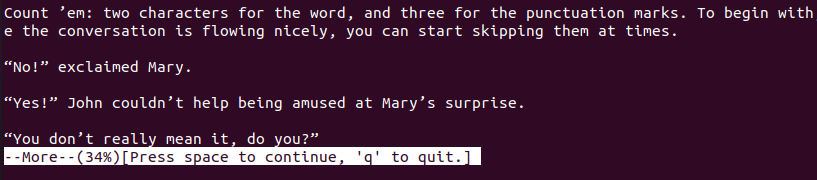 Count ’em: two characters for the word, and three for the punctuation marks. To begin with
e the conversation is flowing nicely, you can start skipping them at times.
“No!” exclaimed Mary.
“Yes!” John couldn’t help being amused at Mary’s surprise.
“You don’t really mean it, do you?”
--More--(34%)[Press space to continue, 'q' to quit.]